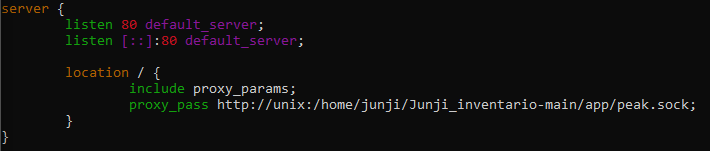 server {
        listen 80 default_server;
        listen [::]:80 default_server;

        location / {
                include proxy_params;
                proxy_pass http://unix:/home/junji/Junji_inventario-main/app/peak.sock;
        }
}